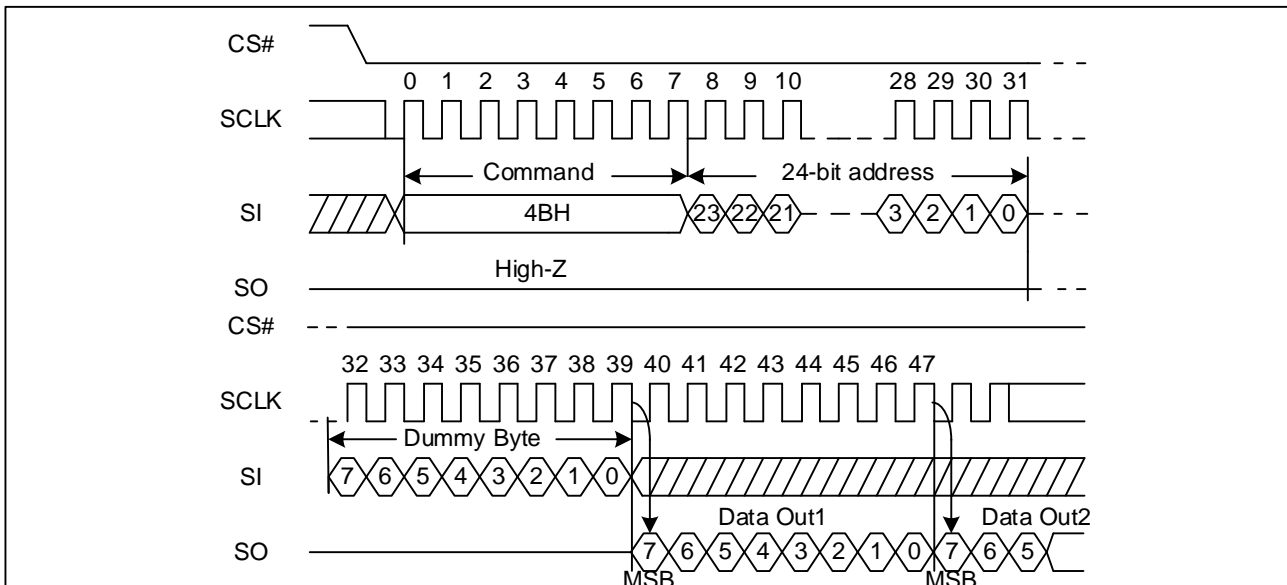 CS#
0 1 2 3 4 5 6 7 8 9 10 28 29 30 31
SCLK
Command 24-bit address
SI 4BH 23 22 21 3 2 1 0
High-Z
SO
CS#
32 33 34 35 36 37 38 39 40 41 42 43 44 45 46 47
SCLK
Dummy Byte
SI 7 6 5 4 3 2 1 0
Data Out1 Data Out2
SO 7 6 5 4 3 2 1 0 7 6 5
MSB MSB